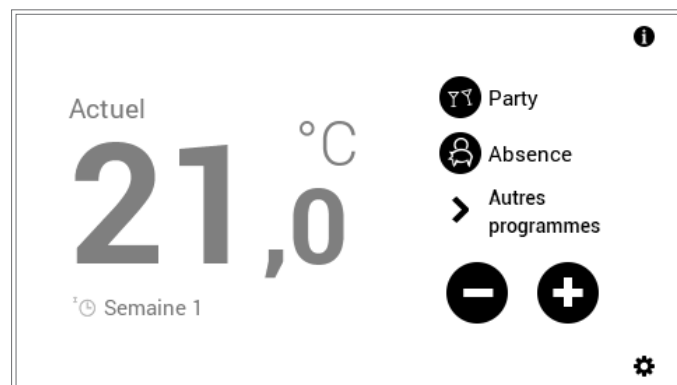 Actuel
21,0 °C
Party
Absence
Autres
programmes
Semaine 1